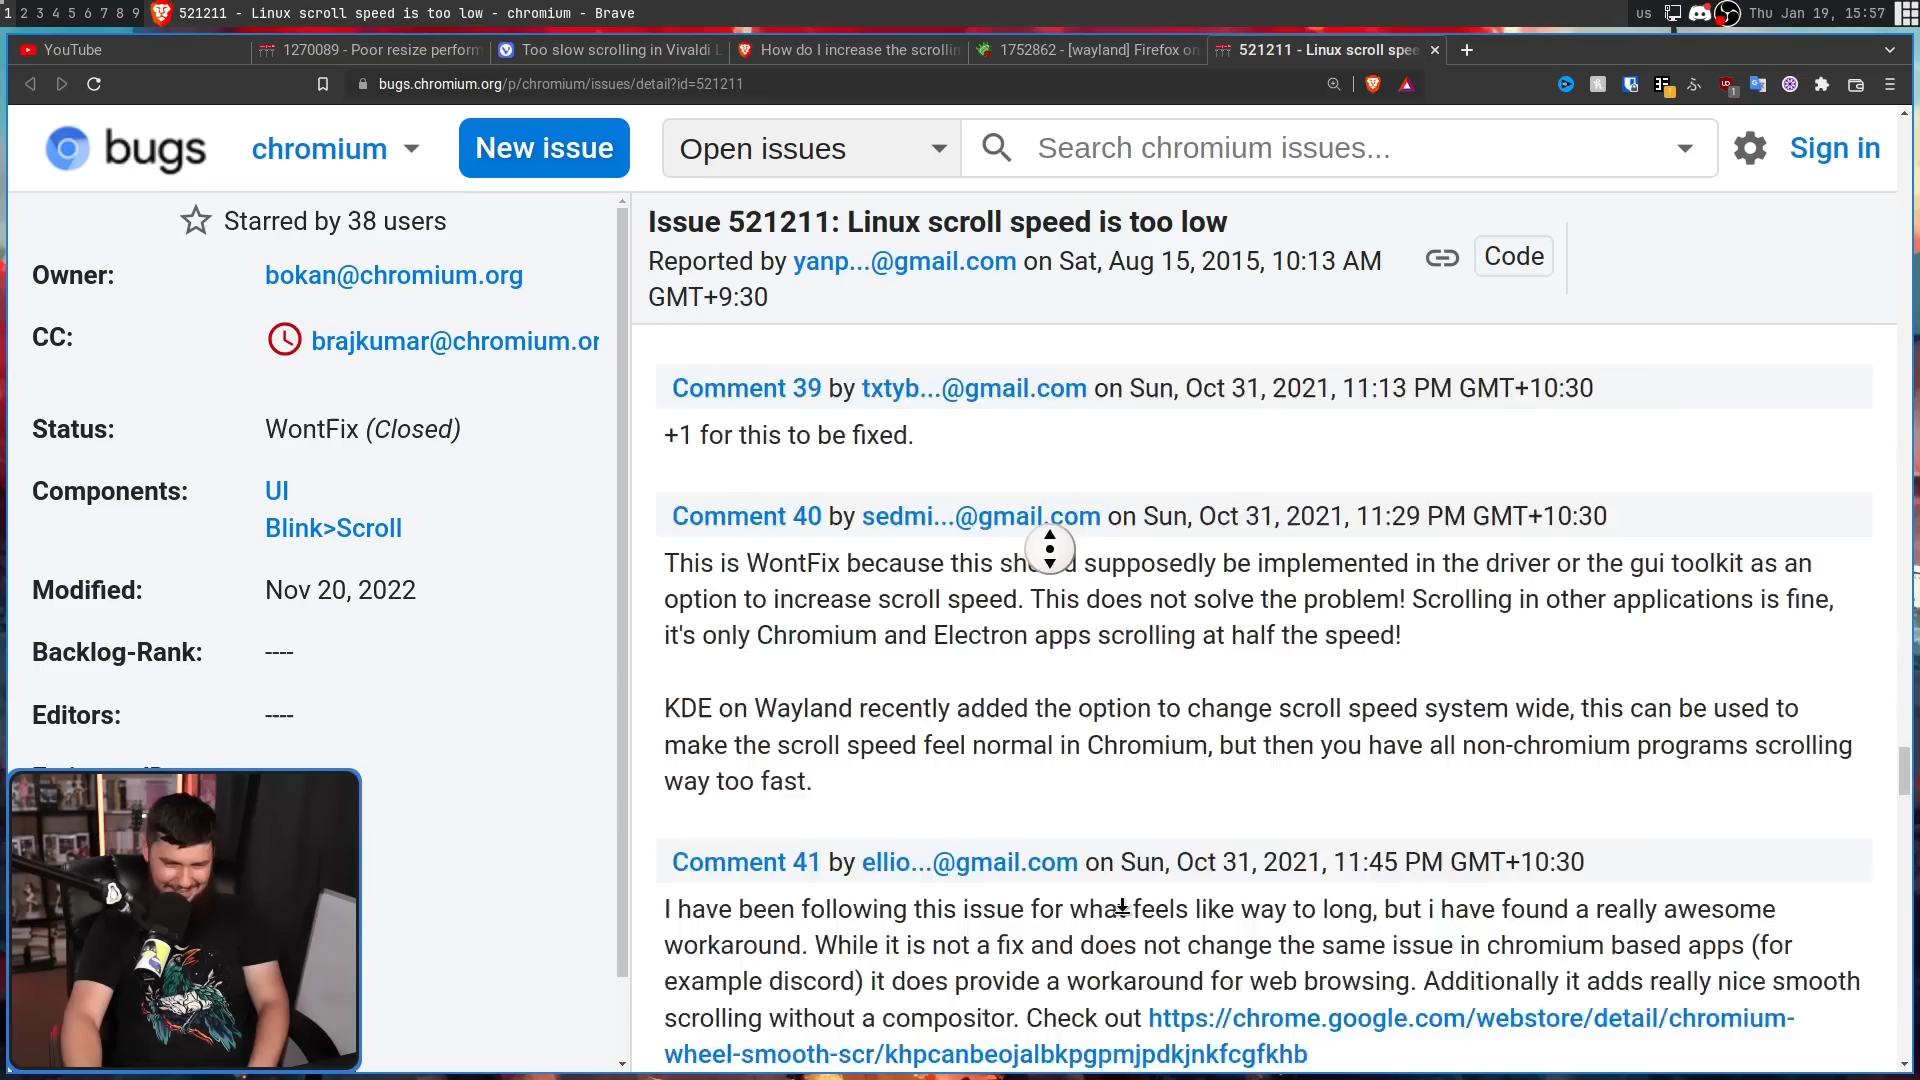 1 2 3 4 5 6 7 8 9 521211 - Linux scroll speed is too low - chromium - Brave
us Thu Jan 19, 15:57
YouTube
1270089 - Poor resize perform
Too slow scrolling in Vivaldi L
How do I increase the scrollin
1752862 - [wayland] Firefox on
521211 - Linux scroll spee
bugs.chromium.org/p/chromium/issues/detail?id=521211
bugs
chromium
New issue
Open issues
Search chromium issues...
Sign in
Starred by 38 users
Owner: bokan@chromium.org
CC: brajkumar@chromium.or
Status: WontFix (Closed)
Components: UI
Blink>Scroll
Modified: Nov 20, 2022
Backlog-Rank: ----
Editors: ----
Issue 521211: Linux scroll speed is too low
Reported by yanp...@gmail.com on Sat, Aug 15, 2015, 10:13 AM
GMT+9:30
Code
Comment 39 by txtyb...@gmail.com on Sun, Oct 31, 2021, 11:13 PM GMT+10:30
+1 for this to be fixed.
Comment 40 by sedmi...@gmail.com on Sun, Oct 31, 2021, 11:29 PM GMT+10:30
This is WontFix because this should supposedly be implemented in the driver or the gui toolkit as an
option to increase scroll speed. This does not solve the problem! Scrolling in other applications is fine,
it's only Chromium and Electron apps scrolling at half the speed!
KDE on Wayland recently added the option to change scroll speed system wide, this can be used to
make the scroll speed feel normal in Chromium, but then you have all non-chromium programs scrolling
way too fast.
Comment 41 by ellio...@gmail.com on Sun, Oct 31, 2021, 11:45 PM GMT+10:30
I have been following this issue for what feels like way to long, but i have found a really awesome
workaround. While it is not a fix and does not change the same issue in chromium based apps (for
example discord) it does provide a workaround for web browsing. Additionally it adds really nice smooth
scrolling without a compositor. Check out https://chrome.google.com/webstore/detail/chromium-
wheel-smooth-scr/khpcanbeojalbkpgpmjpdkjnkfcgfkhb